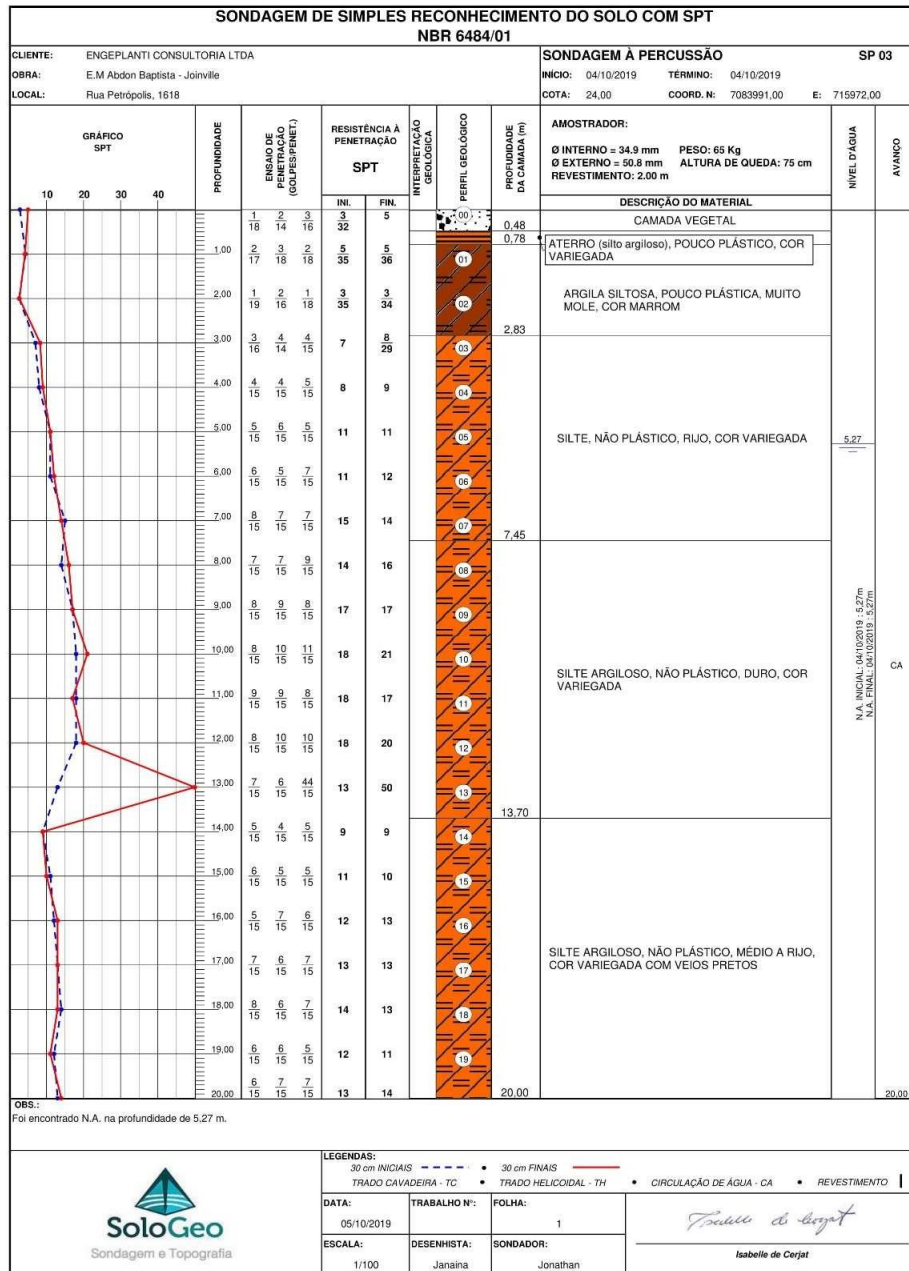 SONDAGEM DE SIMPLES RECONHECIMENTO DO SOLO COM SPT
NBR 6484/01
CLIENTE: ENGEPLANTI CONSULTORIA LTDA
OBRA: E.M Abdon Baptista - Joinville
LOCAL: Rua Petrópolis, 1618
SONDAGEM À PERCUSSÃO SP 03
INÍCIO: 04/10/2019 TÉRMINO: 04/10/2019
COTA: 24,00 COORD. N: 7083991,00 E: 715972,00
GRÁFICO
SPT
10 20 30 40
PROFUNDIDADE
ENSAIO DE
PENETRAÇÃO
(GOLPES/PENET.)
RESISTÊNCIA À
PENETRAÇÃO
SPT
INI. FIN.
INTERPRETAÇÃO
GEOLÓGICA
PERFIL GEOLÓGICO
PROFUDIDADE
DA CAMADA (m)
AMOSTRADOR:
Ø INTERNO = 34.9 mm PESO: 65 Kg
Ø EXTERNO = 50.8 mm ALTURA DE QUEDA: 75 cm
REVESTIMENTO: 2.00 m
DESCRIÇÃO DO MATERIAL
NÍVEL D'ÁGUA
AVANÇO
1/18 2/14 3/16 3/32 5 00
1,00 2/17 3/18 2/18 5/35 5/36 01
2,00 1/19 2/16 1/18 3/35 3/34 02
3,00 3/16 4/14 4/15 7 8/29 03
4,00 4/15 4/15 5/15 8 9 04
5,00 5/15 6/15 5/15 11 11 05
6,00 6/15 5/15 7/15 11 12 06
7,00 8/15 7/15 7/15 15 14 07
8,00 7/15 7/15 9/15 14 16 08
9,00 8/15 9/15 8/15 17 17 09
10,00 8/15 10/15 11/15 18 21 10
11,00 9/15 9/15 8/15 18 17 11
12,00 8/15 10/15 10/15 18 20 12
13,00 7/15 6/15 44/15 13 50 13
14,00 5/15 4/15 5/15 9 9 14
15,00 6/15 5/15 5/15 11 10 15
16,00 5/15 7/15 6/15 12 13 16
17,00 7/15 6/15 7/15 13 13 17
18,00 8/15 6/15 7/15 14 13 18
19,00 6/15 6/15 5/15 12 11 19
20,00 6/15 7/15 7/15 13 14
0,48
CAMADA VEGETAL
0,78
ATERRO (silto argiloso), POUCO PLÁSTICO, COR
VARIEGADA
ARGILA SILTOSA, POUCO PLÁSTICA, MUITO
MOLE, COR MARROM
2,83
SILTE, NÃO PLÁSTICO, RIJO, COR VARIEGADA
7,45
SILTE ARGILOSO, NÃO PLÁSTICO, DURO, COR
VARIEGADA
13,70
SILTE ARGILOSO, NÃO PLÁSTICO, MÉDIO A RIJO,
COR VARIEGADA COM VEIOS PRETOS
20,00
5,27
N.A. INICIAL: 04/10/2019 : 5,27m
N.A. FINAL: 04/10/2019 : 5,27m
CA
20,00
OBS.:
Foi encontrado N.A. na profundidade de 5.27 m.
SoloGeo
Sondagem e Topografia
LEGENDAS:
30 cm INICIAIS 30 cm FINAIS
TRADO CAVADEIRA - TC • TRADO HELICOIDAL - TH • CIRCULAÇÃO DE ÁGUA - CA • REVESTIMENTO
DATA: TRABALHO Nº: FOLHA:
05/10/2019 1
ESCALA: DESENHISTA: SONDADOR:
1/100 Janaina Jonathan
Isabelle de Cerjat